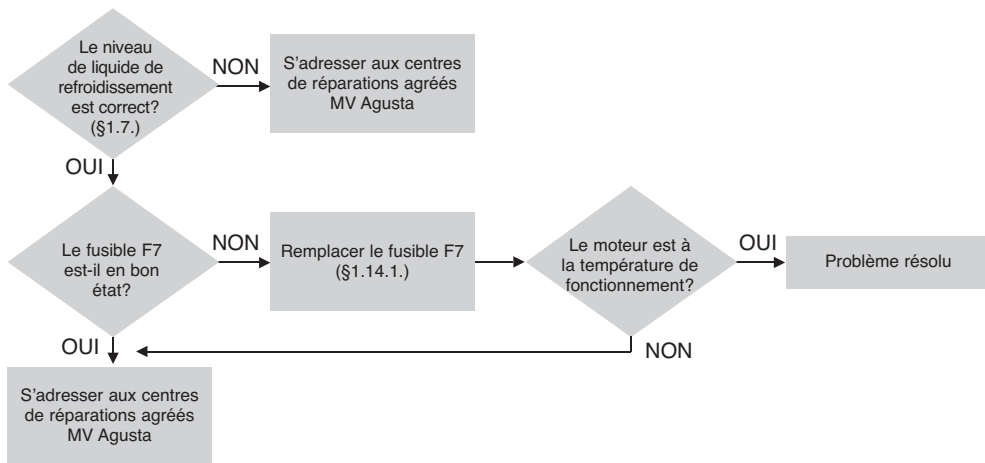 Le niveau
de liquide de
refroidissement
est correct?
(§1.7.)
NON
S'adresser aux centres
de réparations agréés
MV Agusta
OUI
Le fusible F7
est-il en bon
état?
NON
Remplacer le fusible F7
(§1.14.1.)
Le moteur est à
la température de
fonctionnement?
OUI
Problème résolu
OUI
NON
S'adresser aux centres
de réparations agréés
MV Agusta